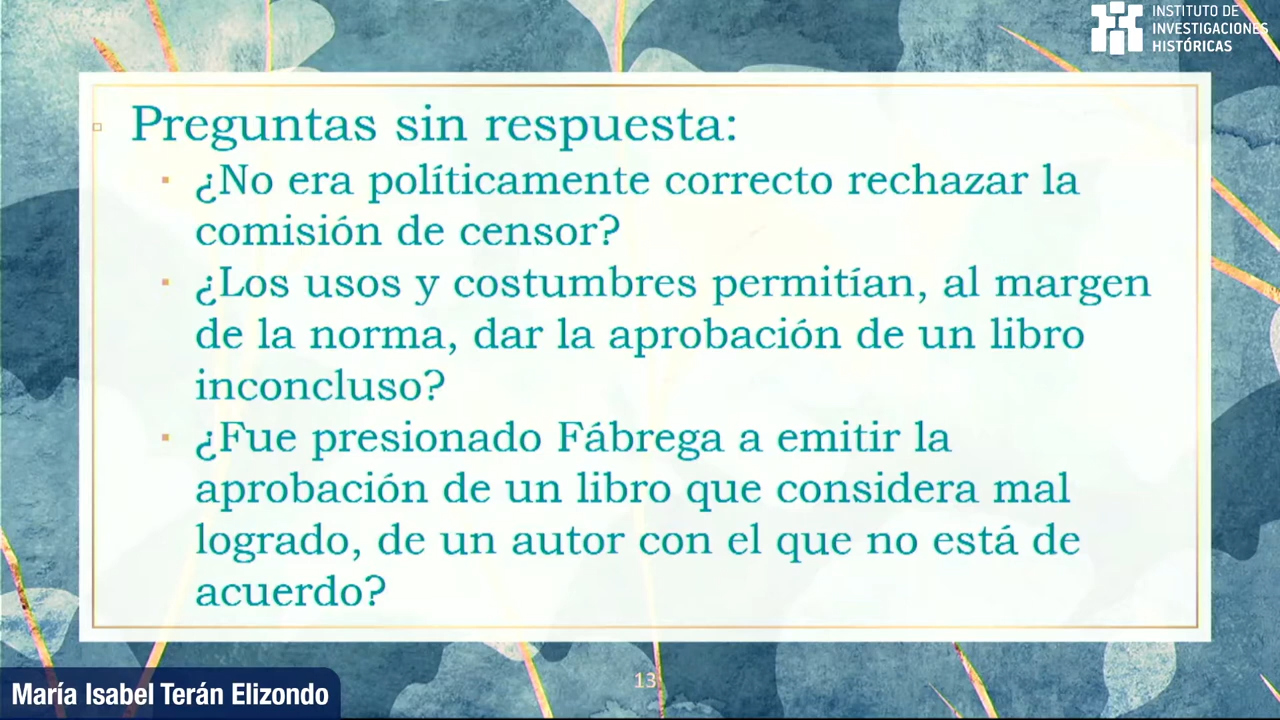 INSTITUTO DE
INVESTIGACIONES
HISTÓRICAS
Preguntas sin respuesta:
¿No era políticamente correcto rechazar la
comisión de censor?
¿Los usos y costumbres permitían, al margen
de la norma, dar la aprobación de un libro
inconcluso?
¿Fue presionado Fábrega a emitir la
aprobación de un libro que considera mal
logrado, de un autor con el que no está de
acuerdo?
13
María Isabel Terán Elizondo